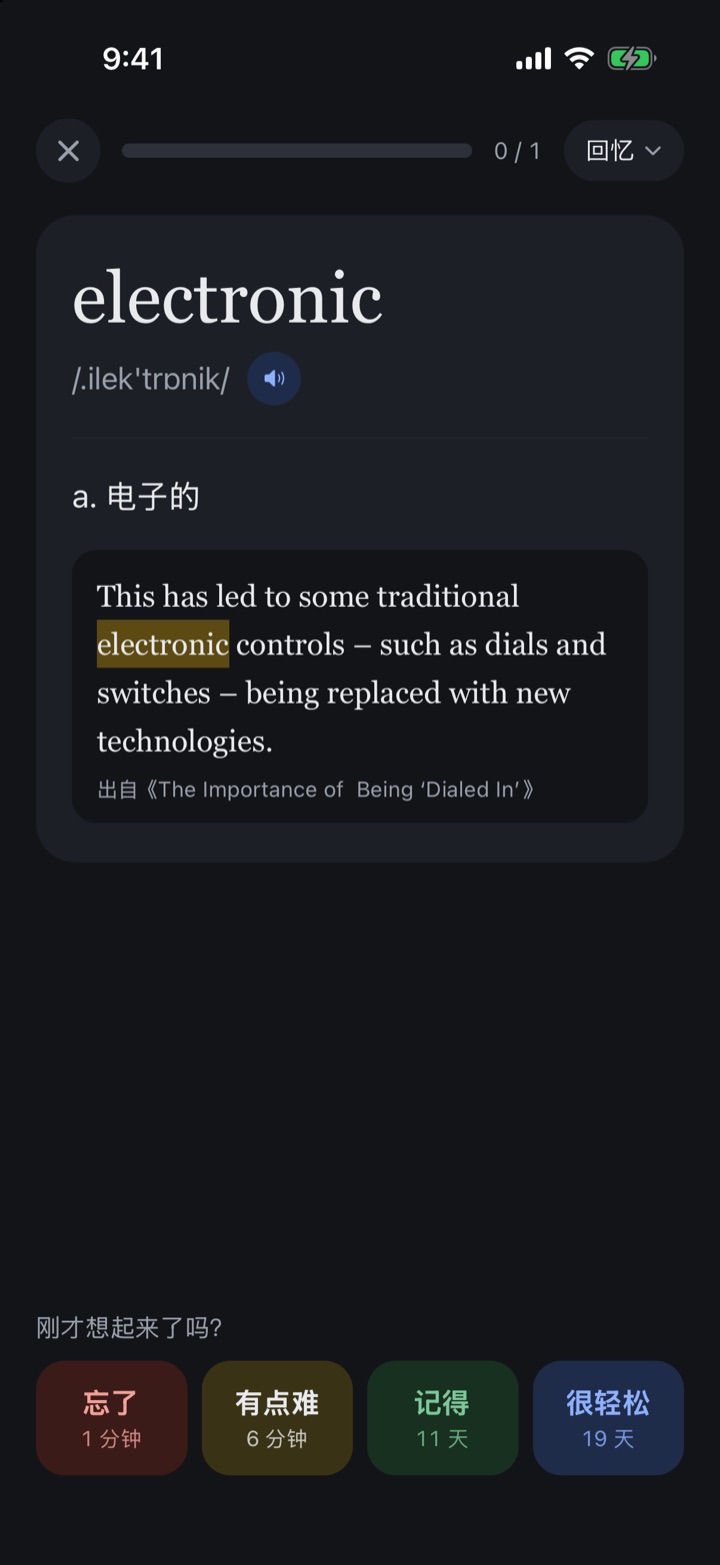 9:41
0 / 1
回忆
electronic
/.ilek'trɒnik/
a. 电子的
This has led to some traditional
electronic controls – such as dials and
switches – being replaced with new
technologies.
出自《The Importance of  Being ‘Dialed In’》
刚才想起来了吗?
忘了 有点难 记得 很轻松
1 分钟 6 分钟 11 天 19 天